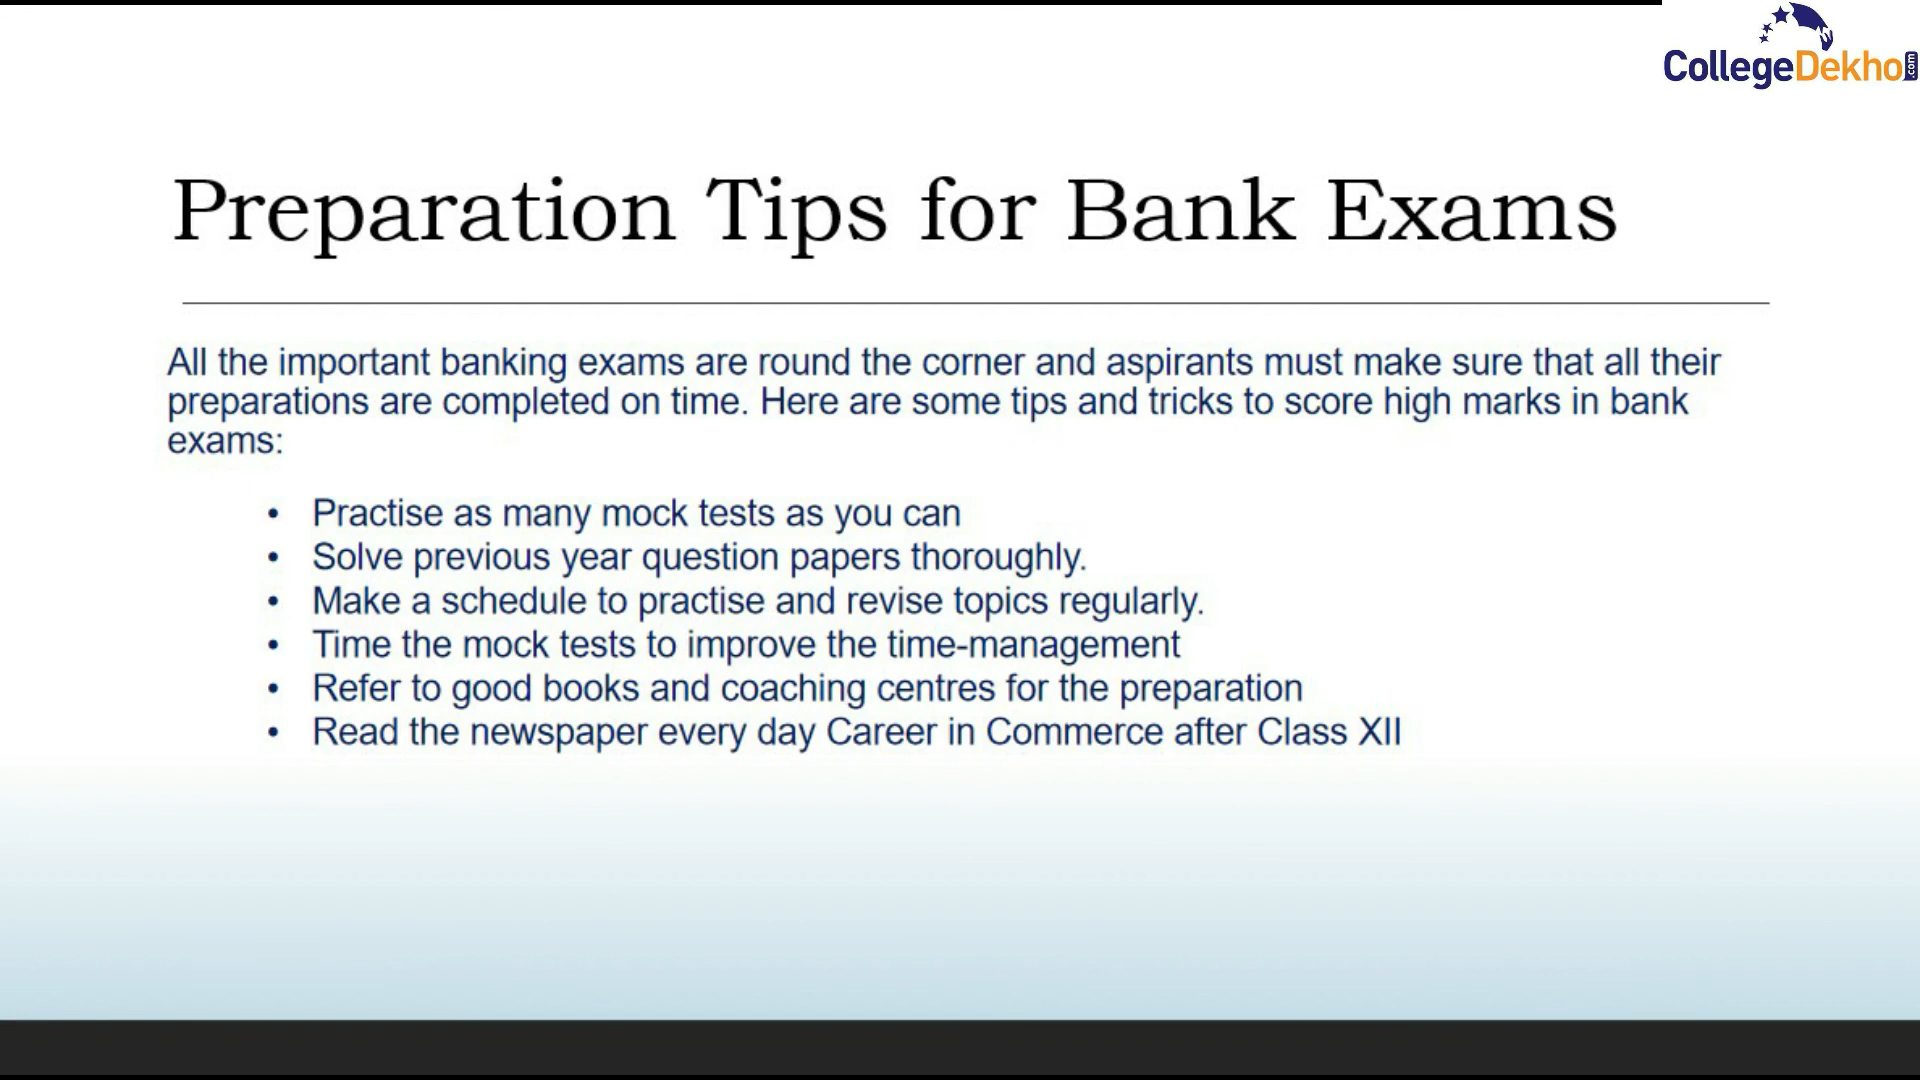 CollegeDekho.com
Preparation Tips for Bank Exams
All the important banking exams are round the corner and aspirants must make sure that all their
preparations are completed on time. Here are some tips and tricks to score high marks in bank
exams:
• Practise as many mock tests as you can
• Solve previous year question papers thoroughly.
• Make a schedule to practise and revise topics regularly.
• Time the mock tests to improve the time-management
• Refer to good books and coaching centres for the preparation
• Read the newspaper every day Career in Commerce after Class XII